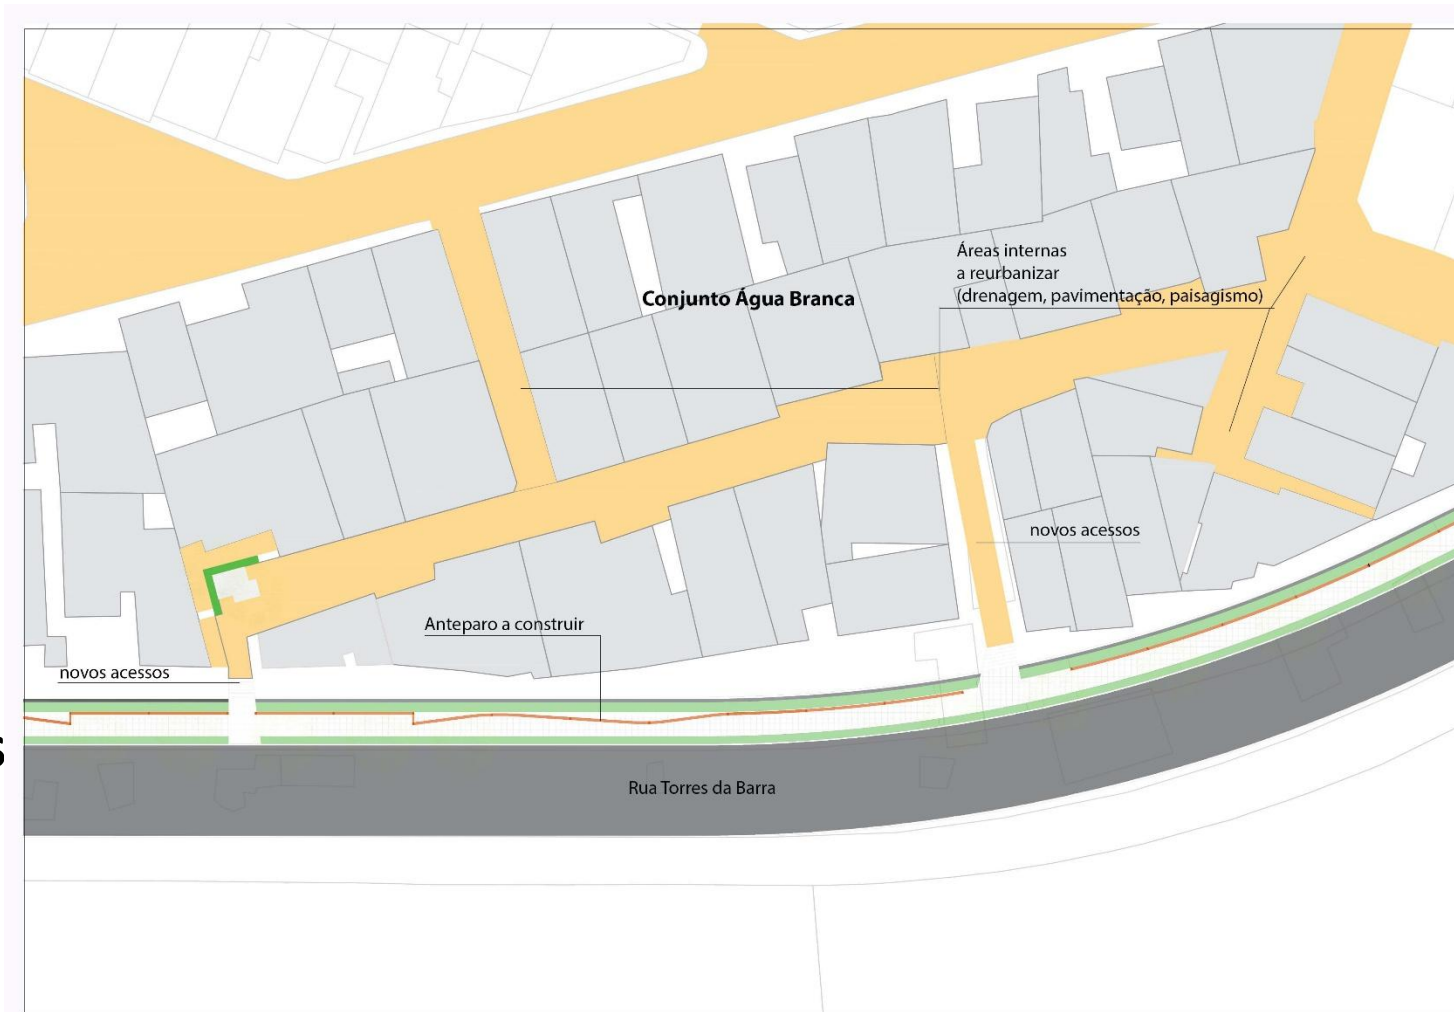 Áreas internas
a reurbanizar
(drenagem, pavimentação, paisagismo)
Conjunto Água Branca
novos acessos
Anteparo a construir
novos acessos
s
Rua Torres da Barra